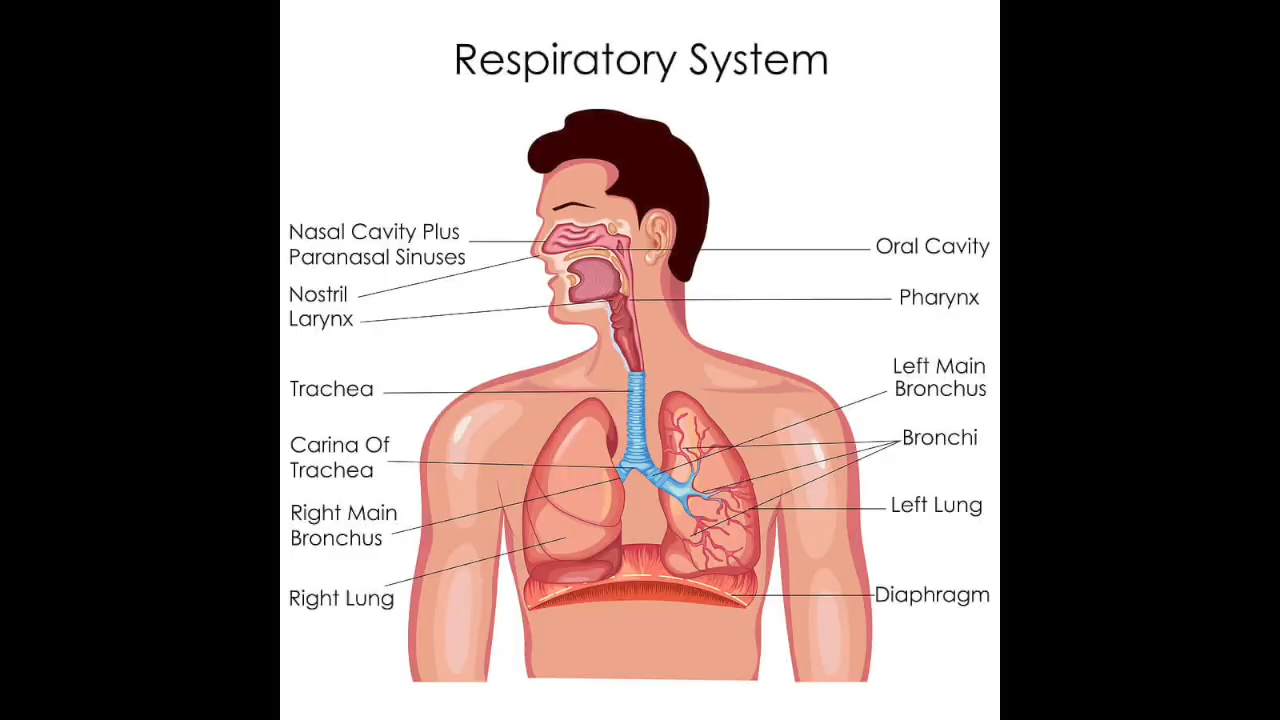 Respiratory System
Nasal Cavity Plus
Paranasal Sinuses
Nostril
Larynx
Trachea
Carina Of
Trachea
Right Main
Bronchus
Right Lung
Oral Cavity
Pharynx
Left Main
Bronchus
Bronchi
Left Lung
Diaphragm